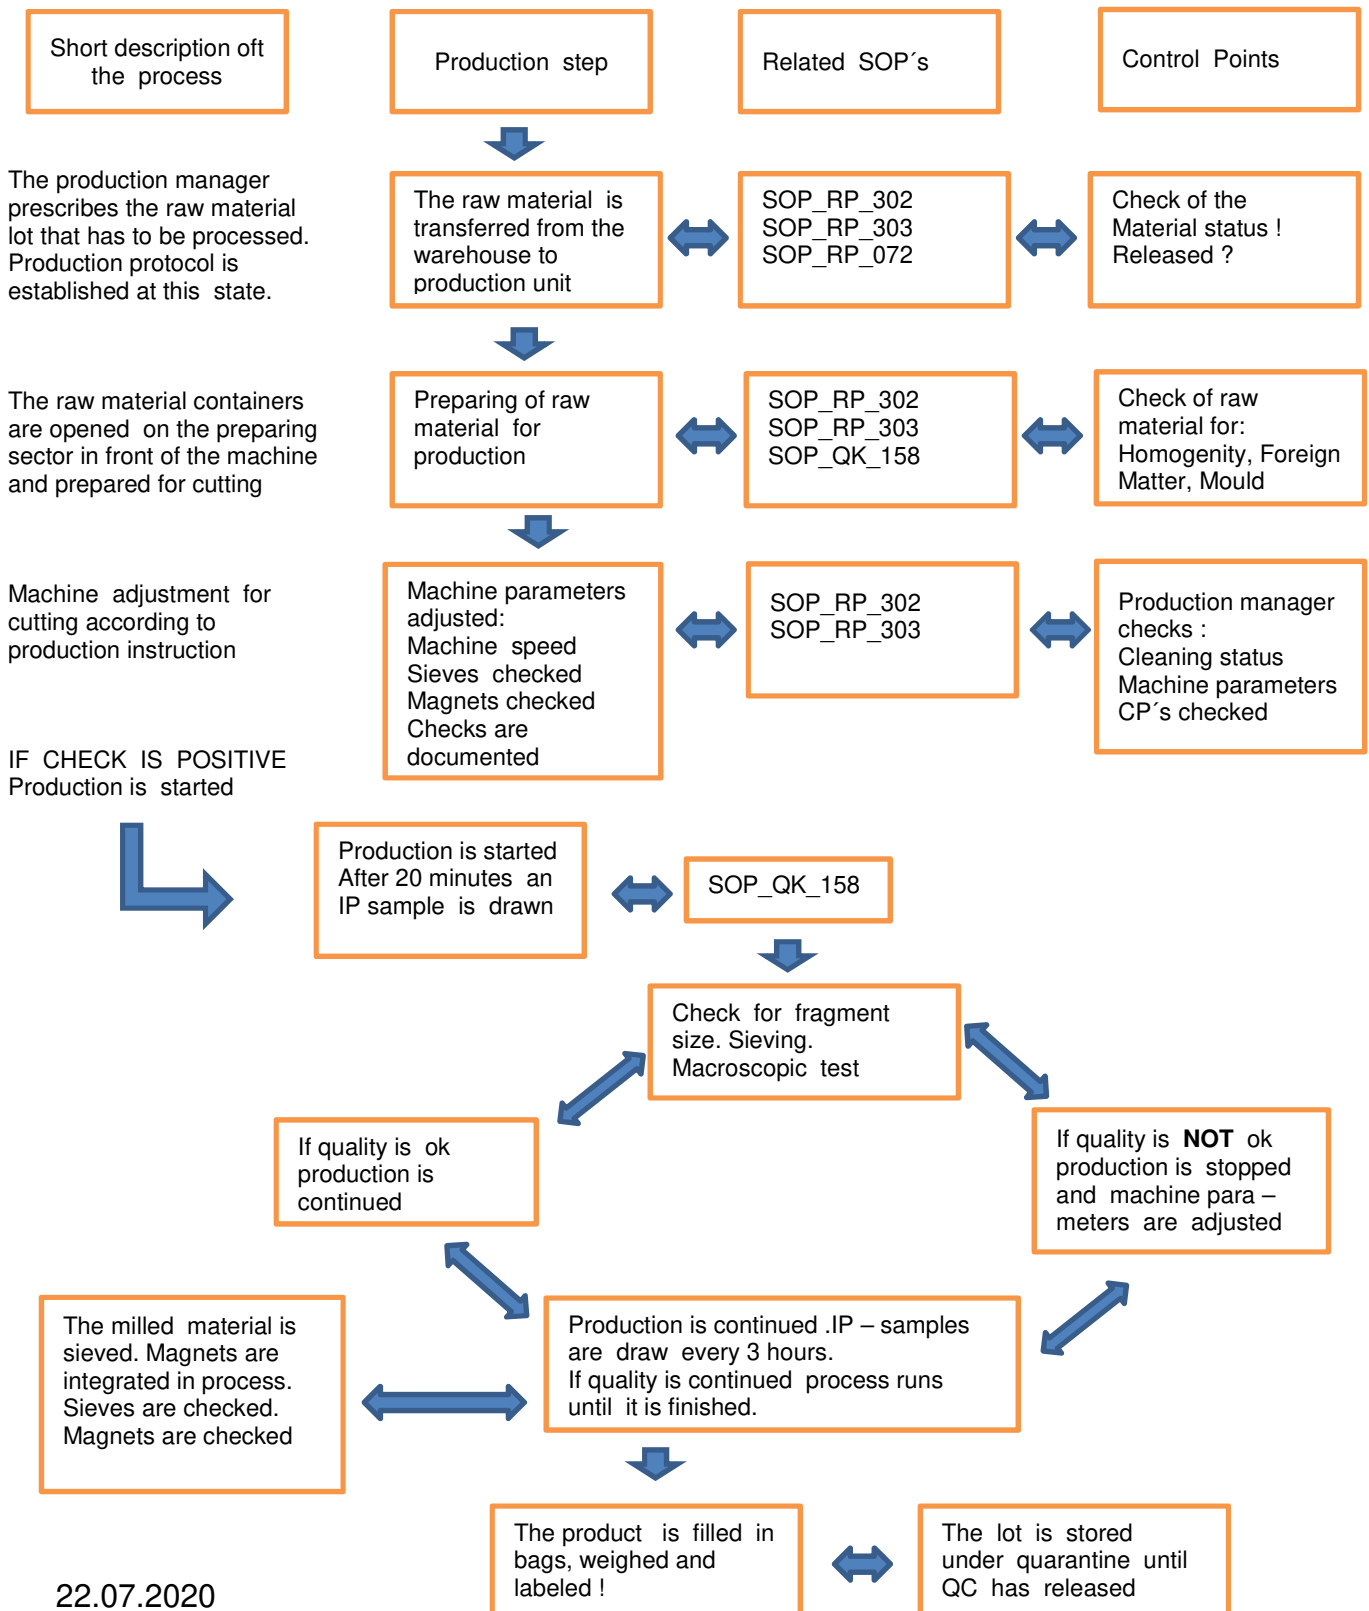 Short description oft
the process
Production step
Related SOP´s
Control Points
The production manager
prescribes the raw material
lot that has to be processed.
Production protocol is
established at this state.
The raw material is
transferred from the
warehouse to
production unit
SOP_RP_302
SOP_RP_303
SOP_RP_072
Check of the
Material status !
Released ?
The raw material containers
are opened on the preparing
sector in front of the machine
and prepared for cutting
Preparing of raw
material for
production
SOP_RP_302
SOP_RP_303
SOP_QK_158
Check of raw
material for:
Homogenity, Foreign
Matter, Mould
Machine adjustment for
cutting according to
production instruction
Machine parameters
adjusted:
Machine speed
Sieves checked
Magnets checked
Checks are
documented
SOP_RP_302
SOP_RP_303
Production manager
checks :
Cleaning status
Machine parameters
CP´s checked
IF CHECK IS POSITIVE
Production is started
Production is started
After 20 minutes an
IP sample is drawn
SOP_QK_158
Check for fragment
size. Sieving.
Macroscopic test
If quality is ok
production is
continued
If quality is NOT ok
production is stopped
and machine para –
meters are adjusted
The milled material is
sieved. Magnets are
integrated in process.
Sieves are checked.
Magnets are checked
Production is continued .IP – samples
are draw every 3 hours.
If quality is continued process runs
until it is finished.
The product is filled in
bags, weighed and
labeled !
The lot is stored
under quarantine until
QC has released
22.07.2020